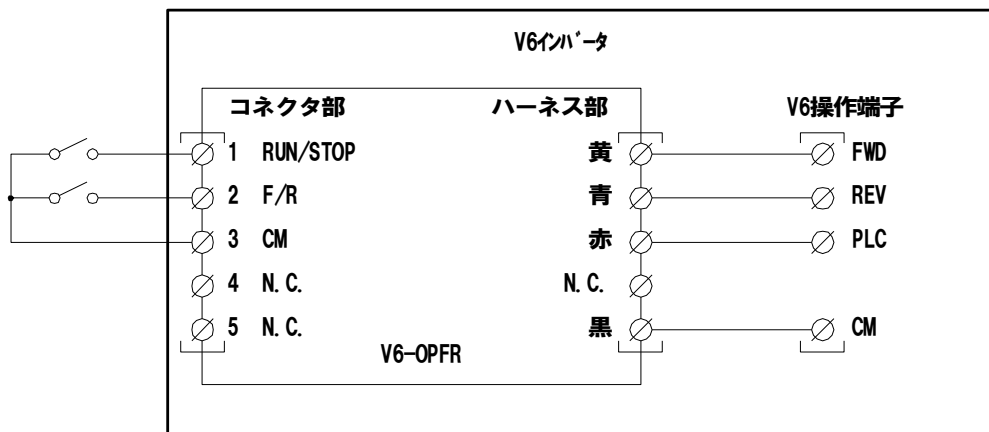 V6インバータ
コネクタ部 ハーネス部 V6操作端子
1 RUN/STOP 黄 FWD
2 F/R 青 REV
3 CM 赤 PLC
4 N.C. N.C.
5 N.C. 黒 CM
V6-OPFR